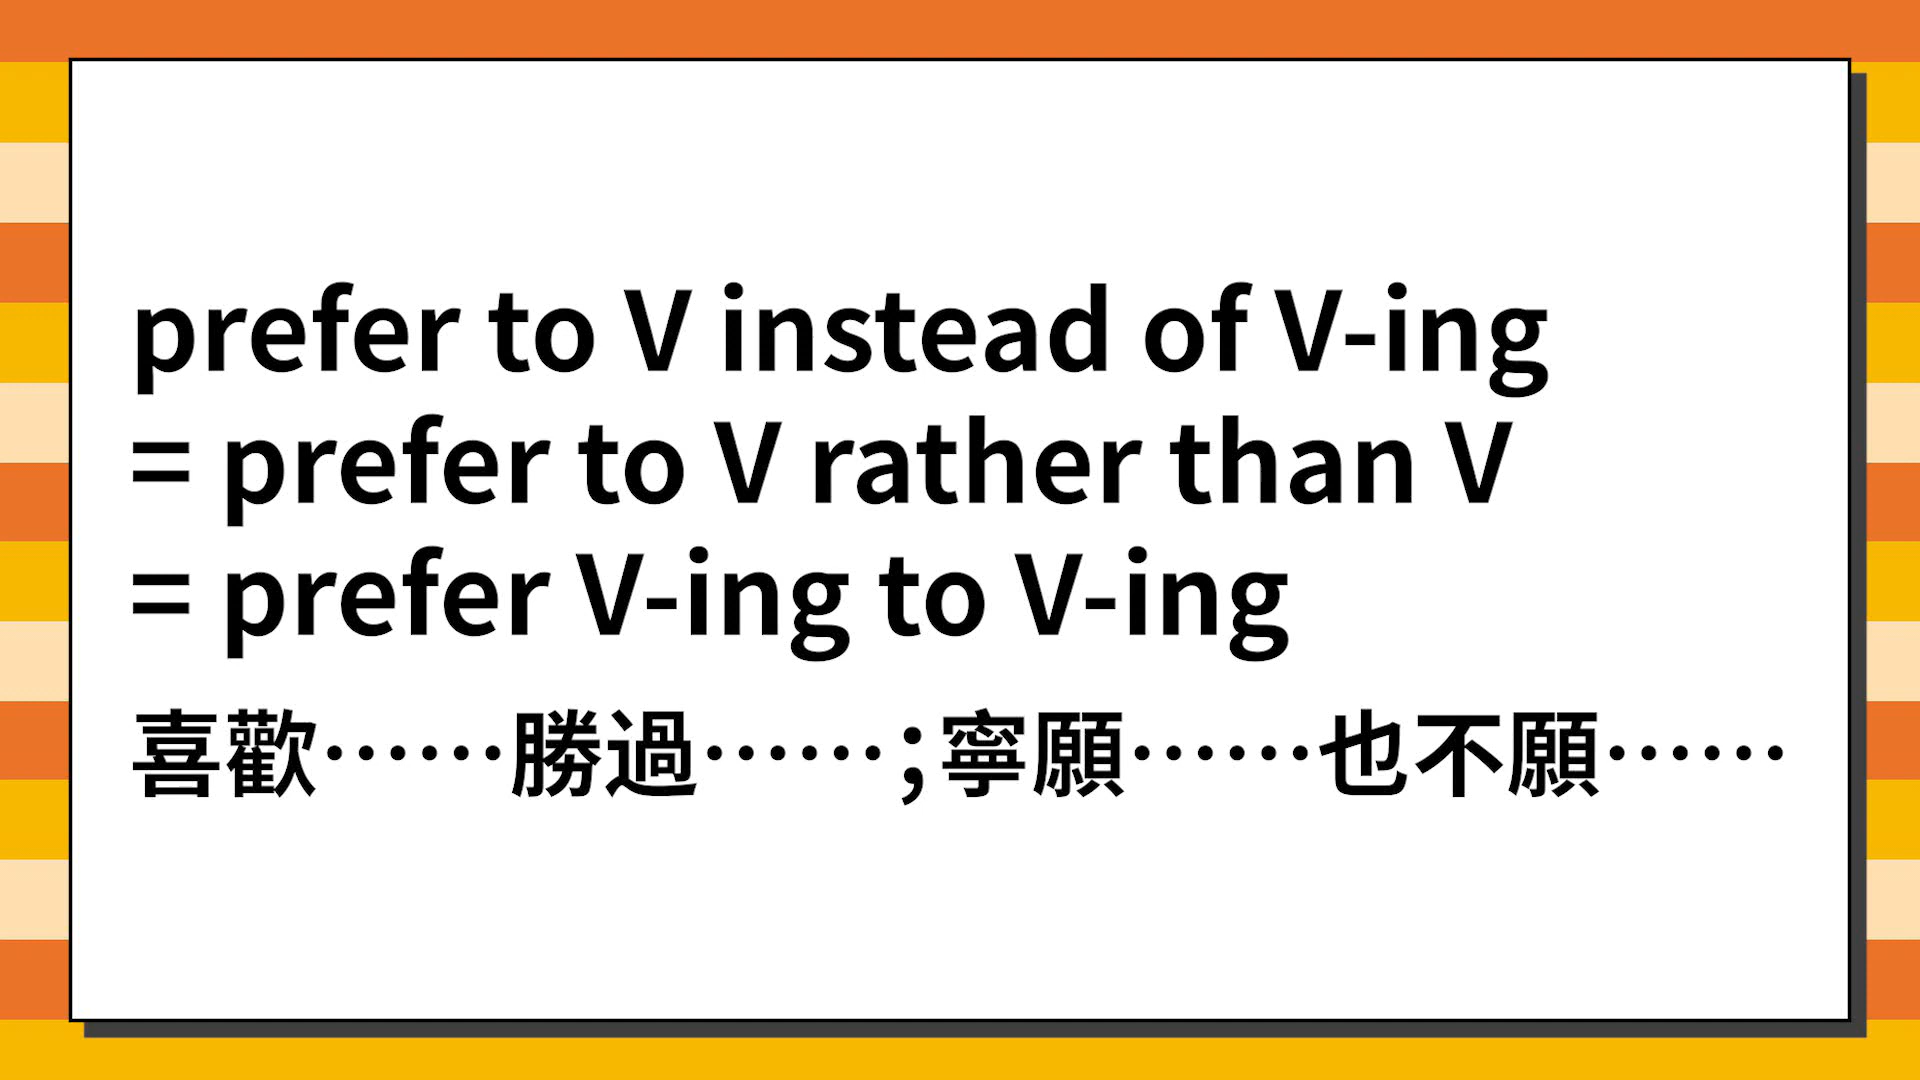 prefer to V instead of V-ing
= prefer to V rather than V
= prefer V-ing to V-ing
喜歡⋯⋯勝過⋯⋯；寧願⋯⋯也不願⋯⋯